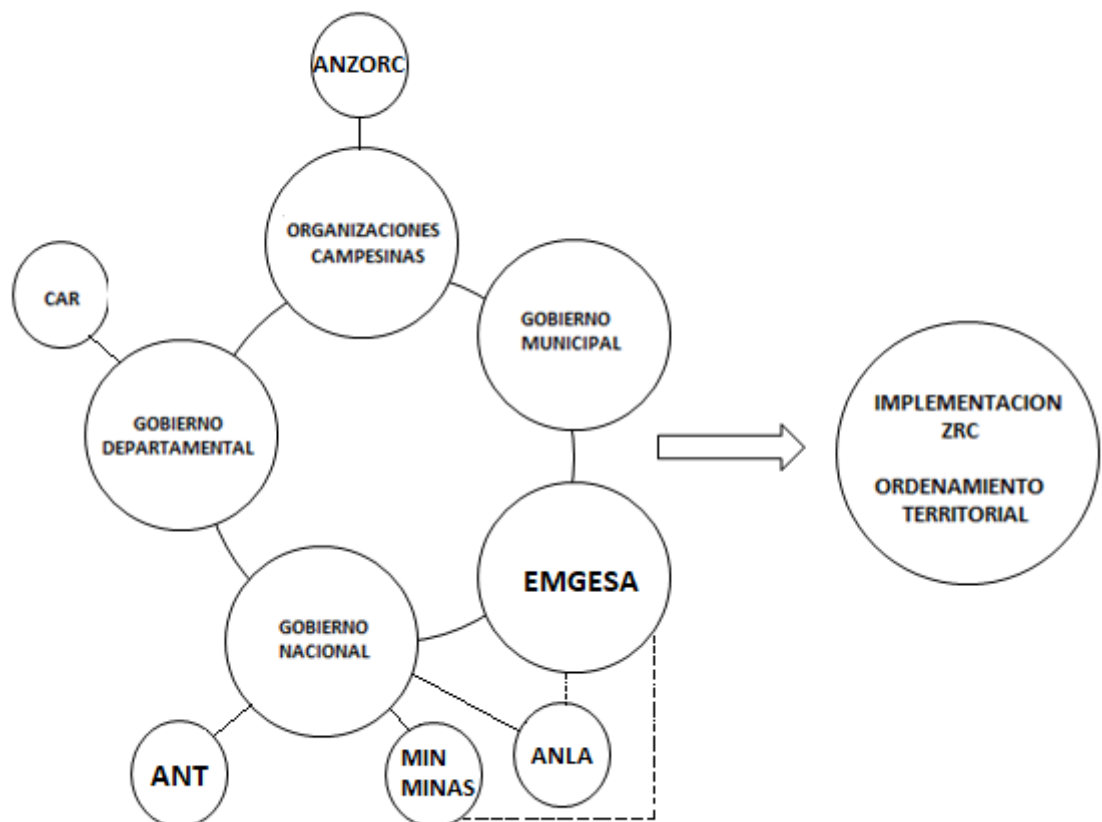 ANZORC
ORGANIZACIONES
CAMPESINAS
CAR
GOBIERNO
MUNICIPAL
GOBIERNO
DEPARTAMENTAL
IMPLEMENTACION
ZRC
ORDENAMIENTO
TERRITORIAL
EMGESA
GOBIERNO
NACIONAL
ANT
MIN
MINAS
ANLA